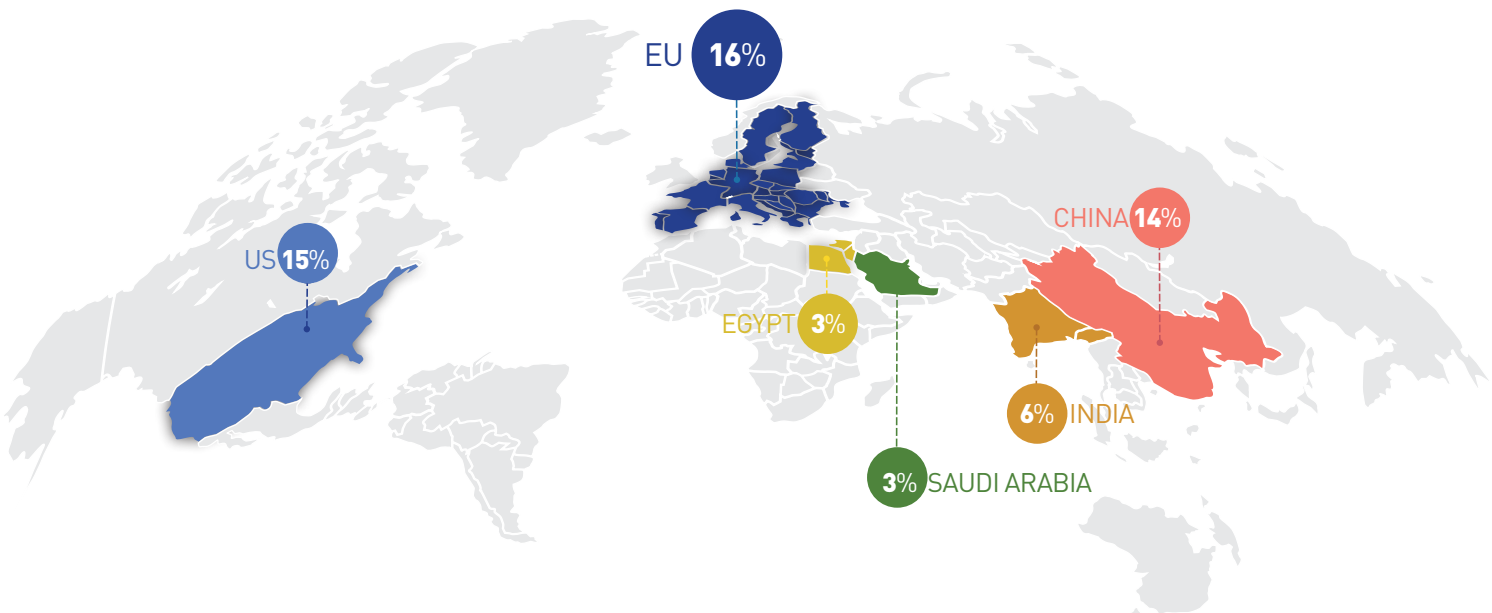 EU 16%
US 15%
CHINA 14%
EGYPT 3%
6% INDIA
3% SAUDI ARABIA